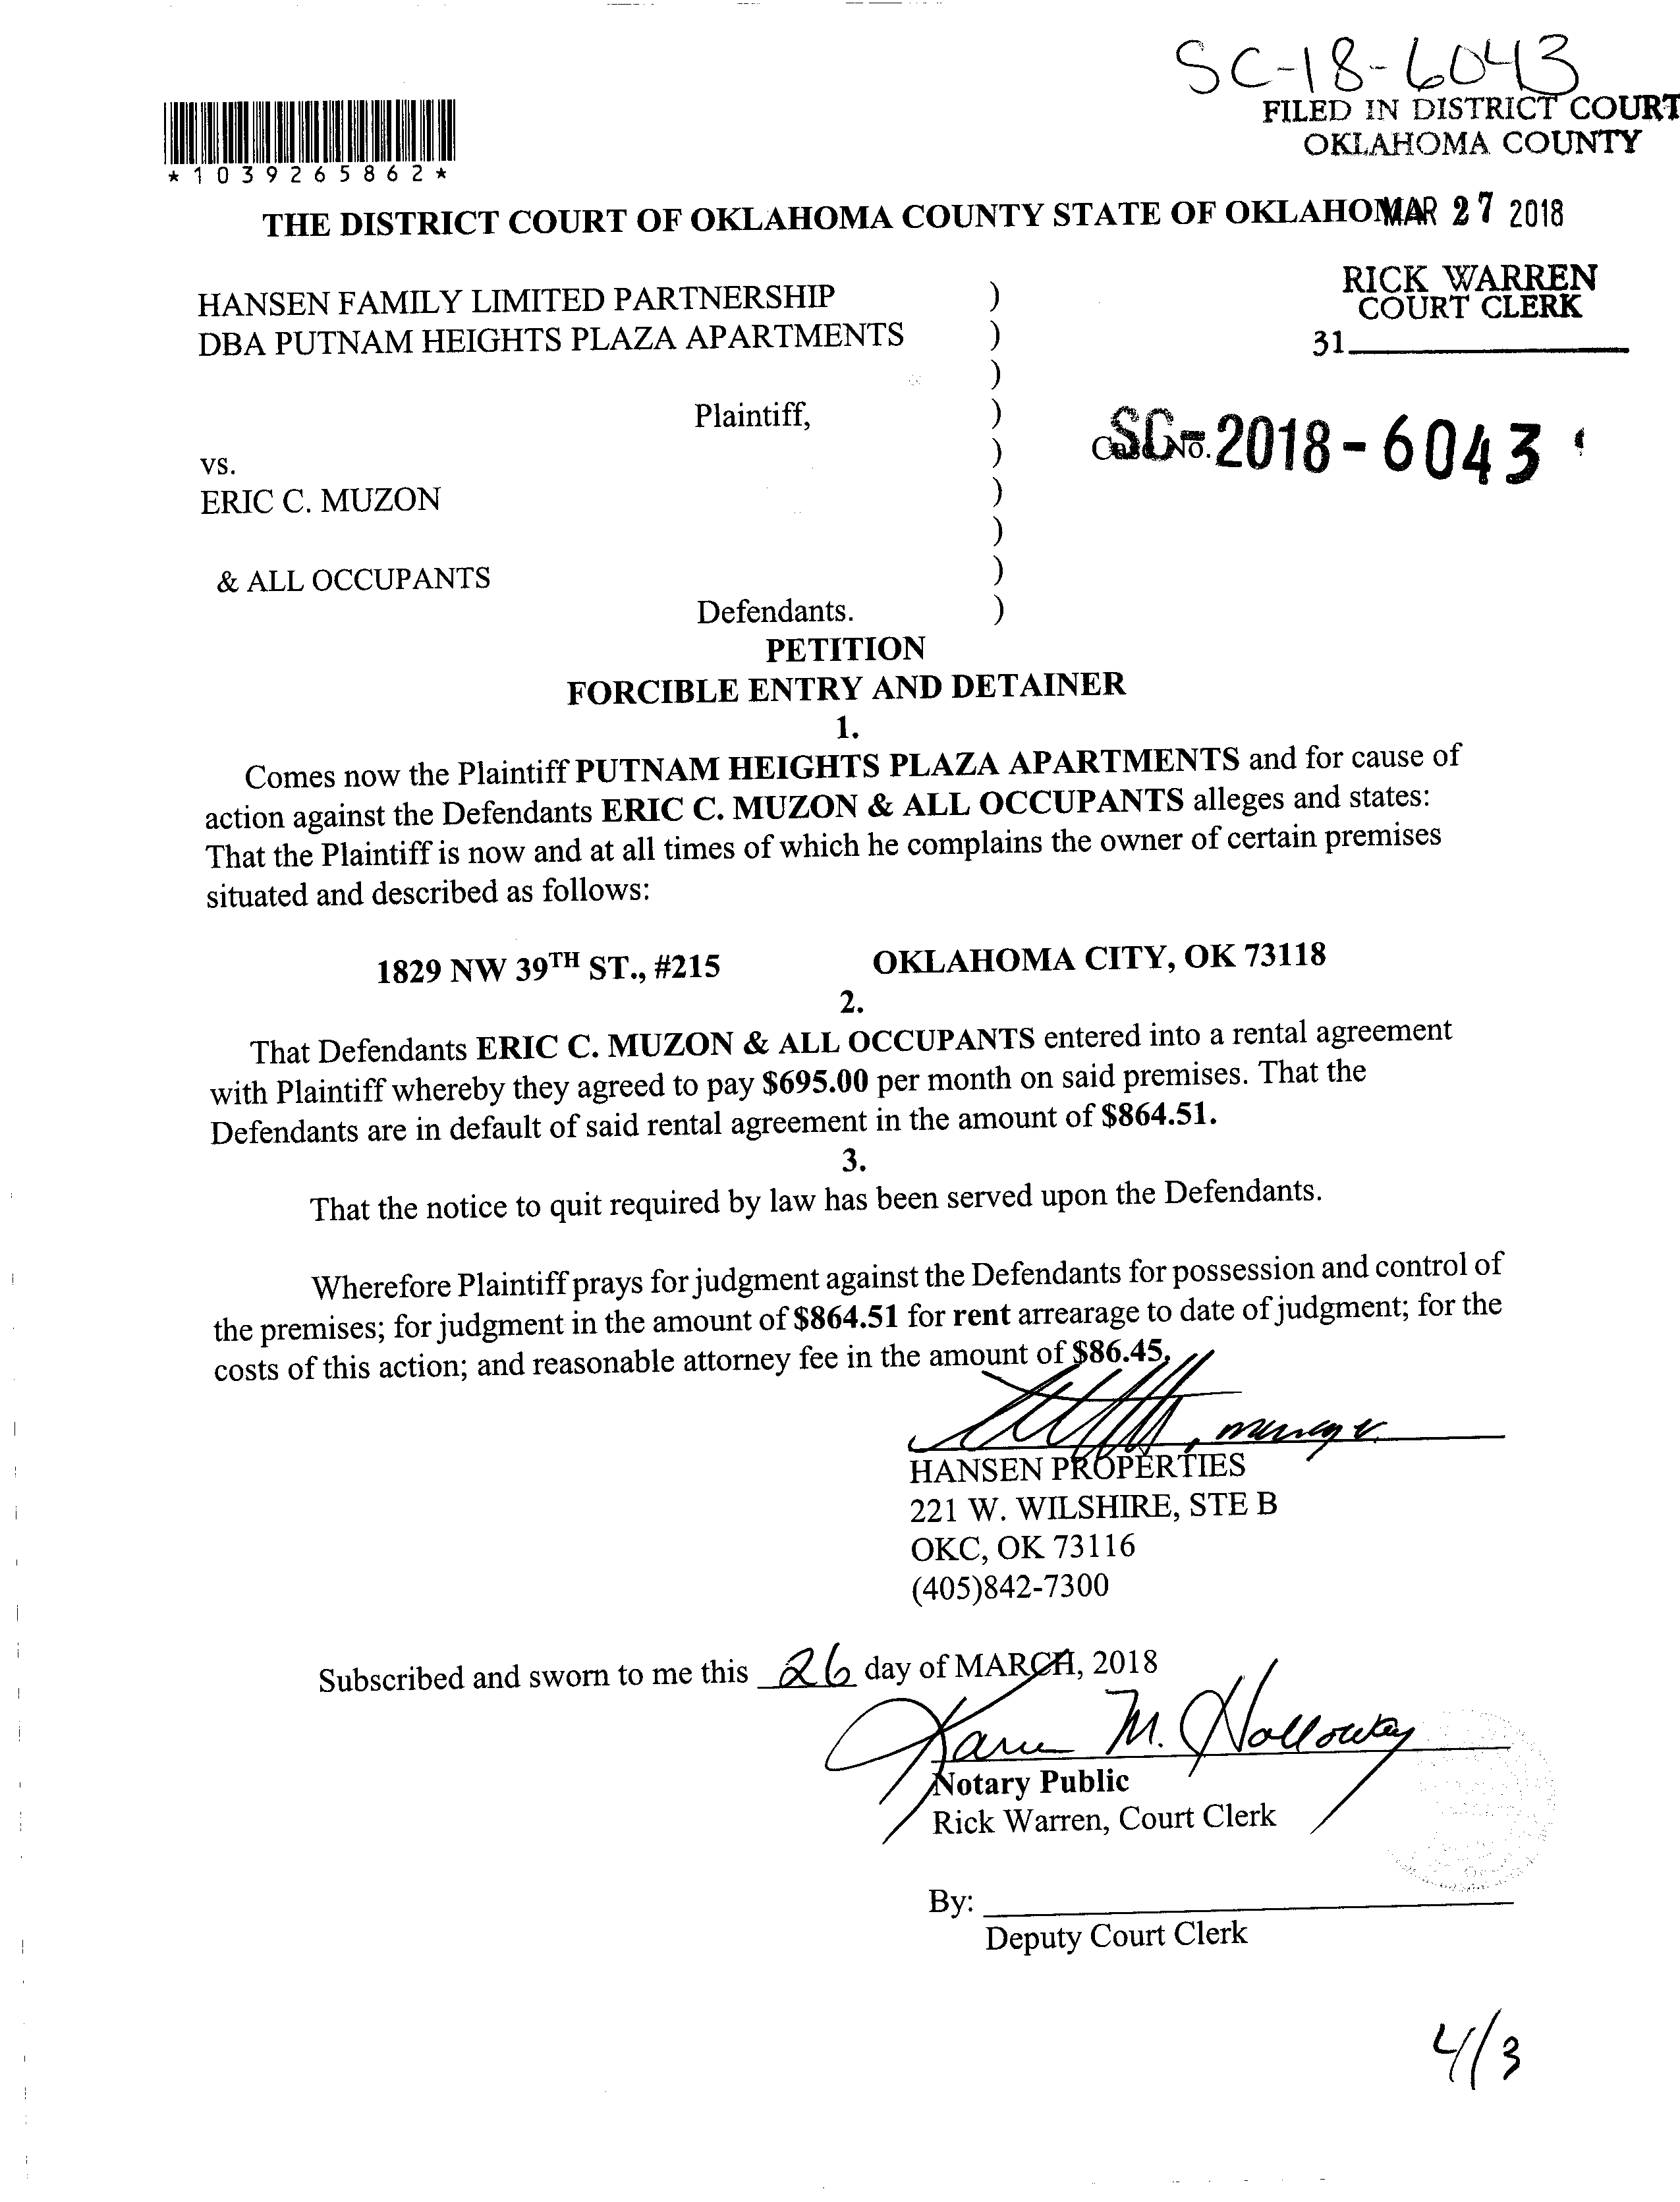 SC-18-6043
FILED IN DISTRICT COURT
OKLAHOMA COUNTY
*1039265862*
THE DISTRICT COURT OF OKLAHOMA COUNTY STATE OF OKLAHOMAR 27 2018
RICK WARREN
COURT CLERK
31
HANSEN FAMILY LIMITED PARTNERSHIP )
DBA PUTNAM HEIGHTS PLAZA APARTMENTS )
)
Plaintiff, )
Case No. SC-2018-6043
vs. )
ERIC C. MUZON )
)
& ALL OCCUPANTS )
Defendants. )
PETITION
FORCIBLE ENTRY AND DETAINER
1.
Comes now the Plaintiff PUTNAM HEIGHTS PLAZA APARTMENTS and for cause of
action against the Defendants ERIC C. MUZON & ALL OCCUPANTS alleges and states:
That the Plaintiff is now and at all times of which he complains the owner of certain premises
situated and described as follows:
1829 NW 39TH ST., #215 OKLAHOMA CITY, OK 73118
2.
That Defendants ERIC C. MUZON & ALL OCCUPANTS entered into a rental agreement
with Plaintiff whereby they agreed to pay $695.00 per month on said premises. That the
Defendants are in default of said rental agreement in the amount of $864.51.
3.
That the notice to quit required by law has been served upon the Defendants.
Wherefore Plaintiff prays for judgment against the Defendants for possession and control of
the premises; for judgment in the amount of $864.51 for rent arrearage to date of judgment; for the
costs of this action; and reasonable attorney fee in the amount of $86.45.
, manager
HANSEN PROPERTIES
221 W. WILSHIRE, STE B
OKC, OK 73116
(405)842-7300
Subscribed and sworn to me this 26 day of MARCH, 2018
Karen M. Holloway
Notary Public
Rick Warren, Court Clerk
By:
Deputy Court Clerk
4/3